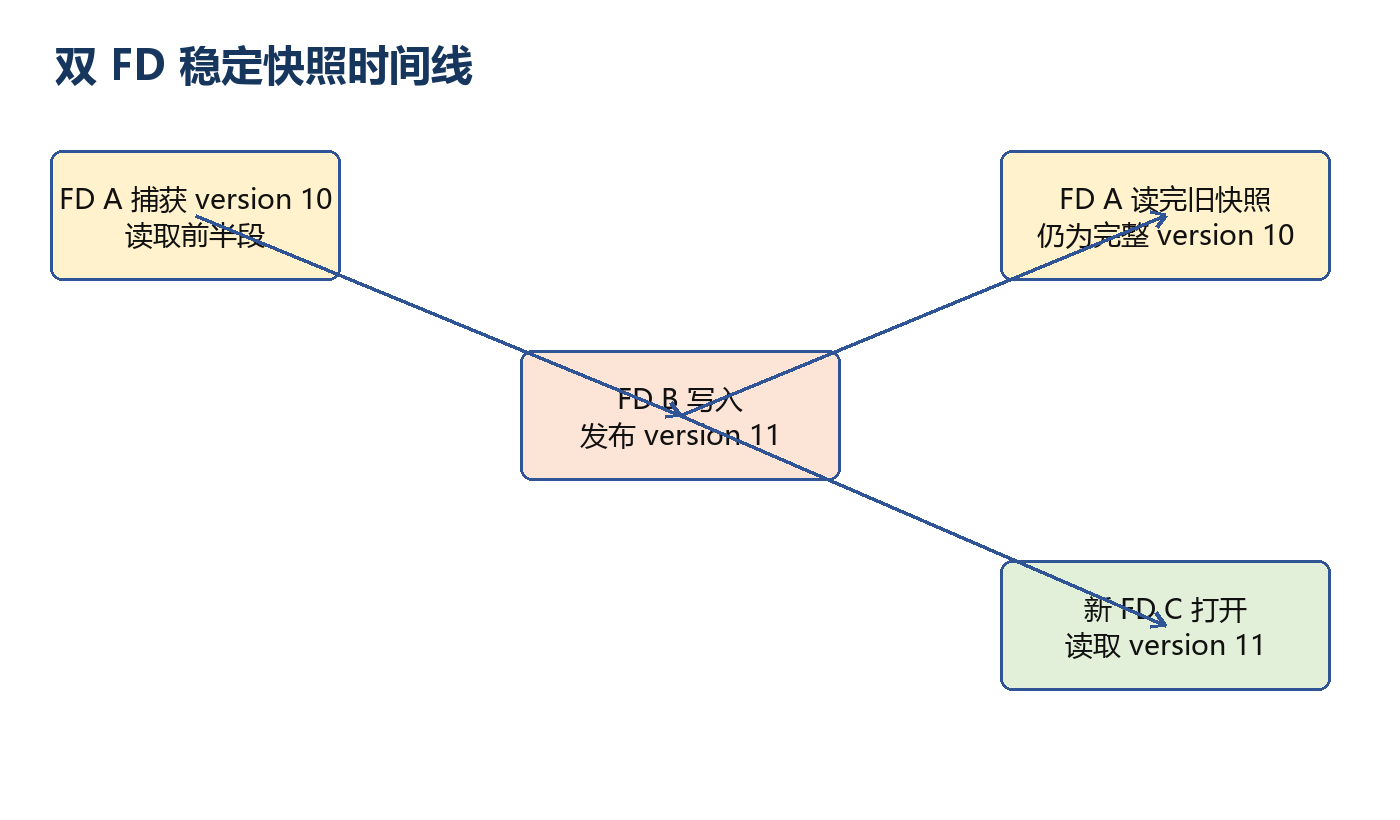 双 FD 稳定快照时间线
FD A 捕获 version 10
读取前半段
FD A 读完旧快照
仍为完整 version 10
FD B 写入
发布 version 11
新 FD C 打开
读取 version 11